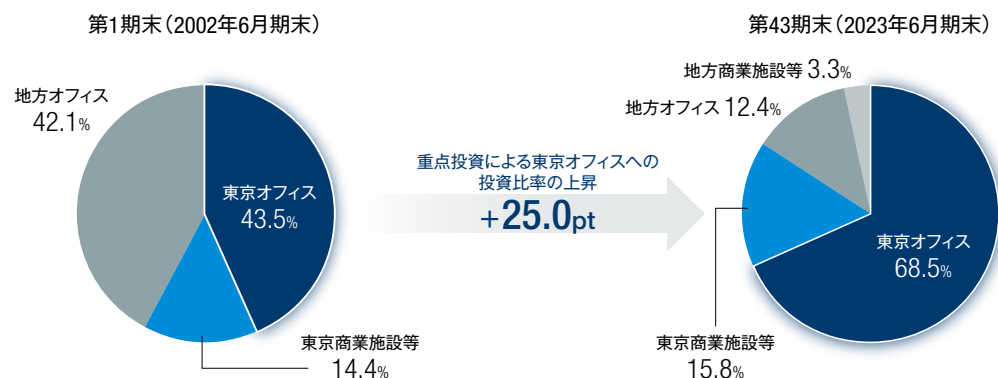 第1期末（2002年6月期末）
地方オフィス
42.1%
東京オフィス
43.5%
東京商業施設等
14.4%
重点投資による東京オフィスへの
投資比率の上昇
+25.0pt
第43期末（2023年6月期末）
地方商業施設等 3.3%
地方オフィス 12.4%
東京オフィス
68.5%
東京商業施設等
15.8%